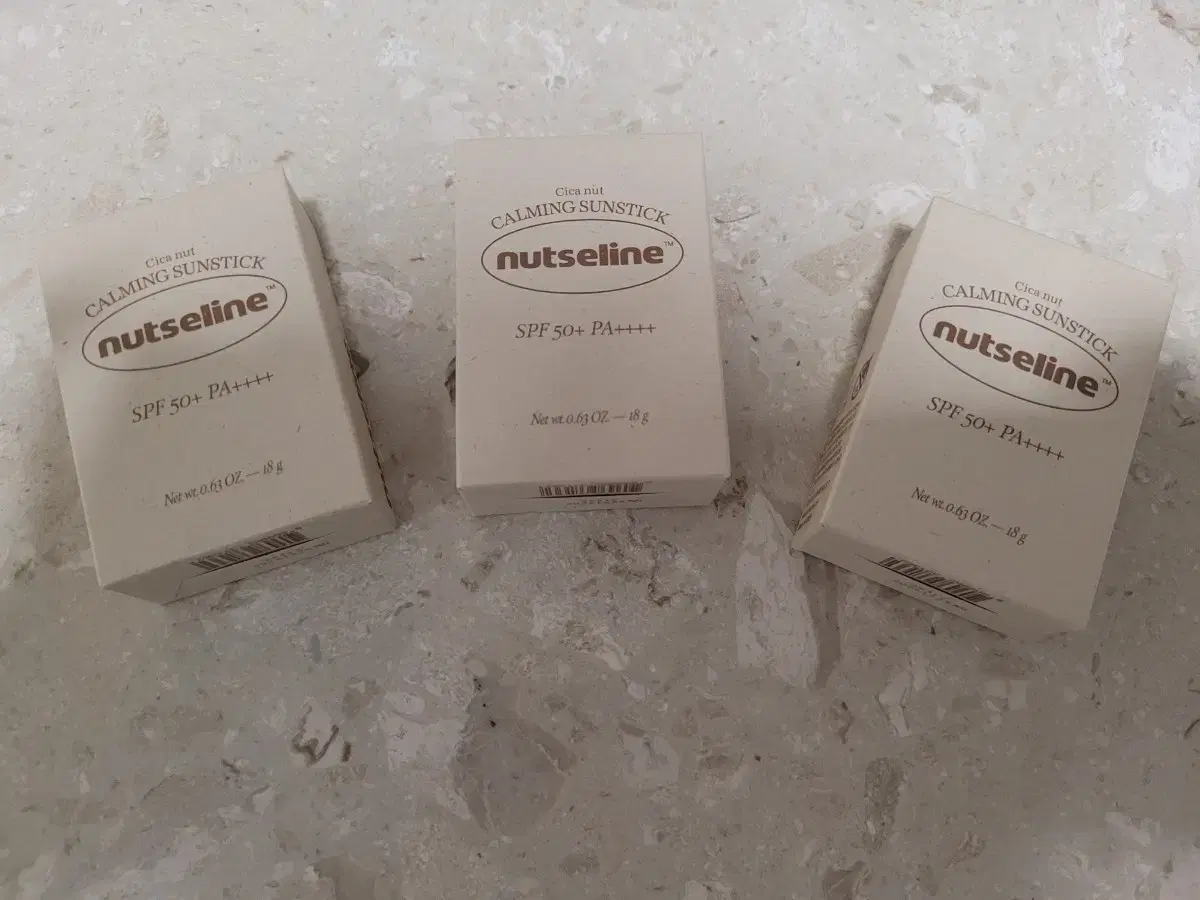 Cica nut
CALMING SUNSTICK
nutseline™
SPF 50+ PA++++
Net wt. 0.63 OZ. — 18 g
Cica nut
CALMING SUNSTICK
nutseline™
SPF 50+ PA++++
Net wt. 0.63 OZ. — 18 g
Cica nut
CALMING SUNSTICK
nutseline™
SPF 50+ PA++++
Net wt. 0.63 OZ. — 18 g